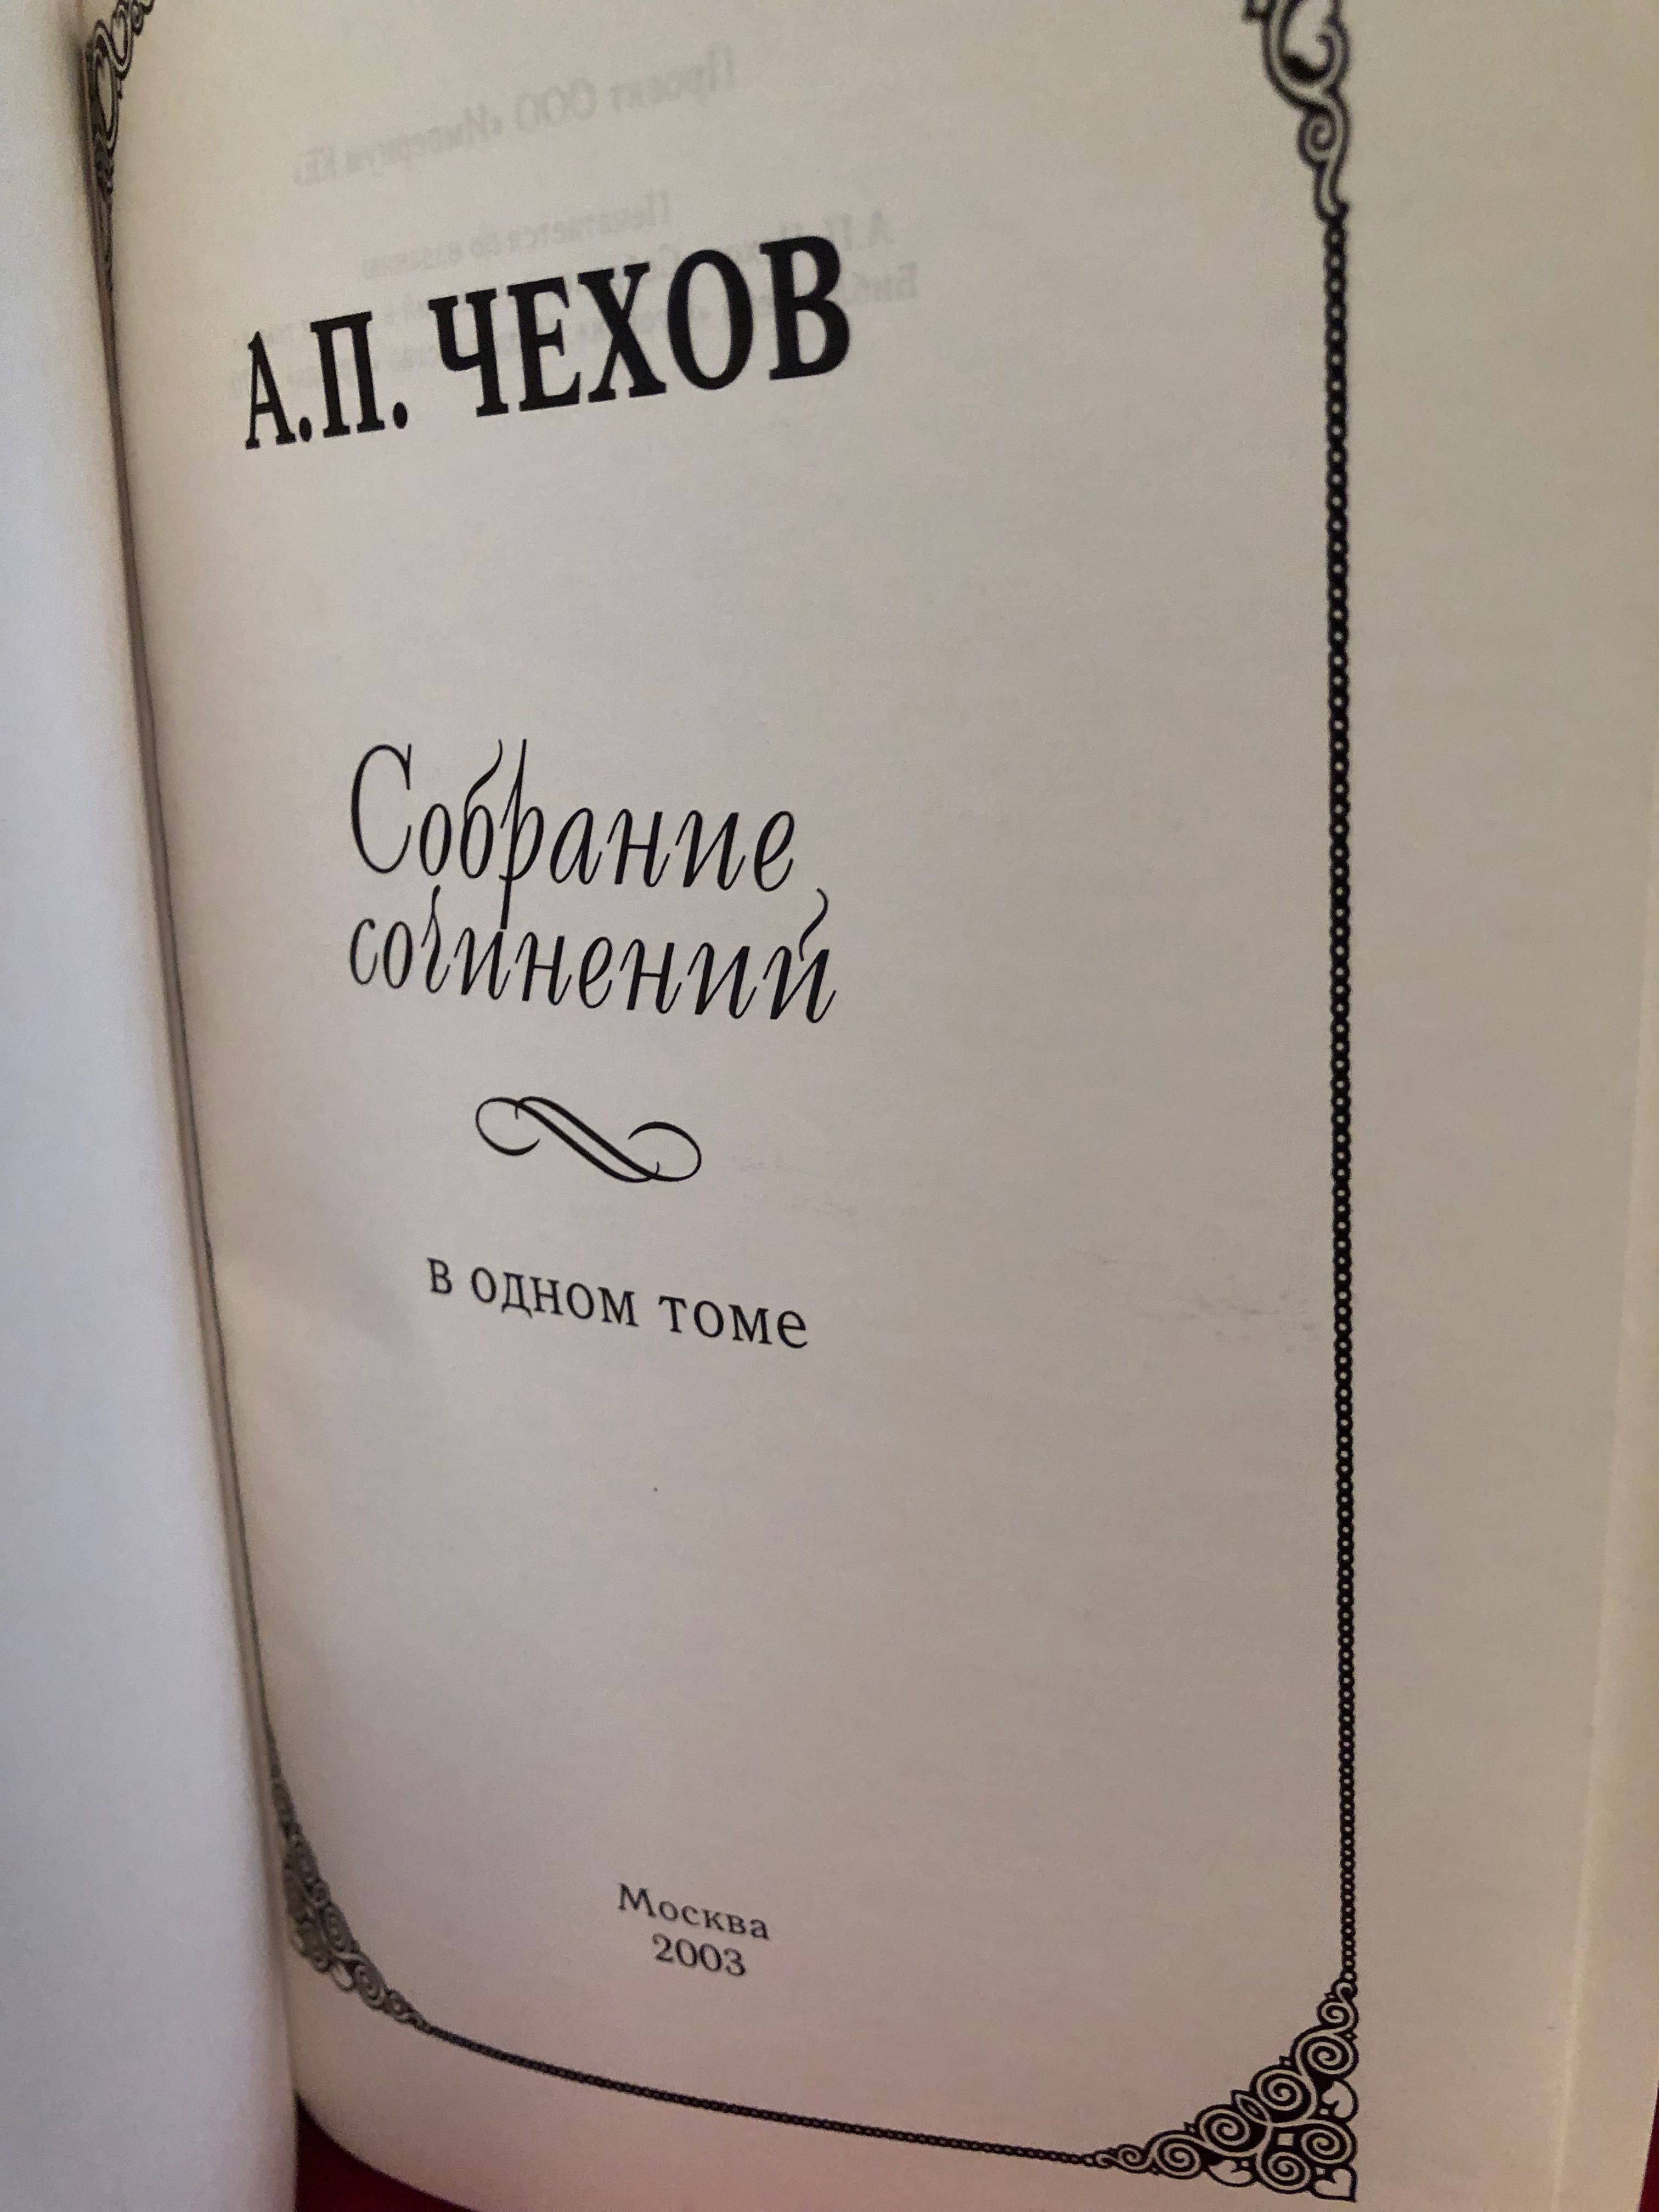 А.П. ЧЕХОВ
Собрание
сочинений
в одном томе
Москва
2003